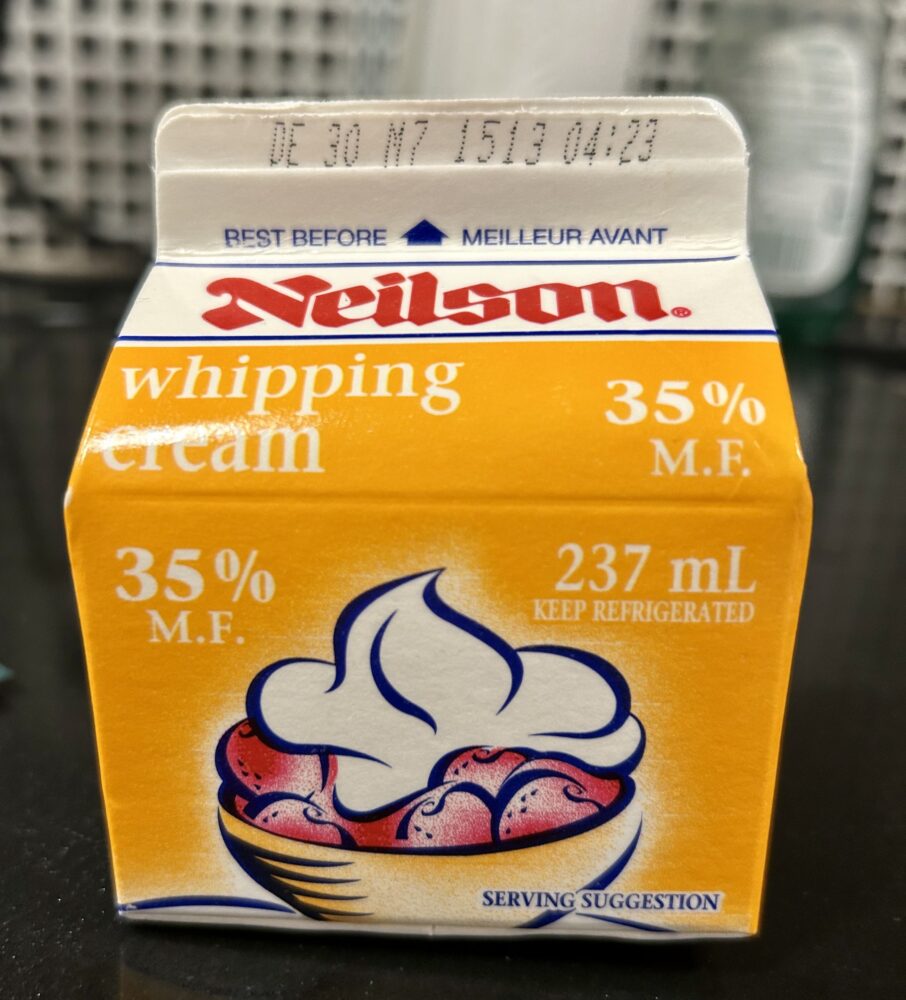 DE 30 M7 1513 04:23
BEST BEFORE MEILLEUR AVANT
Neilson®
whipping
cream
35%
M.F.
35%
M.F.
237 mL
KEEP REFRIGERATED
SERVING SUGGESTION